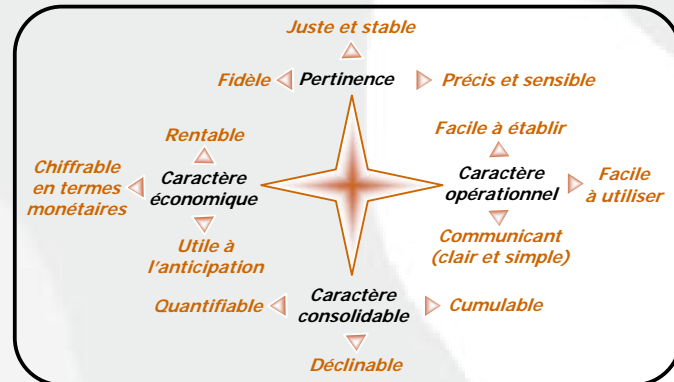 Juste et stable
Fidèle
Pertinence
Précis et sensible
Rentable
Chiffrable
en termes
monétaires
Caractère
économique
Utile à
l'anticipation
Facile à établir
Caractère
opérationnel
Facile
à utiliser
Communicant
(clair et simple)
Quantifiable
Caractère
consolidable
Cumulable
Déclinable